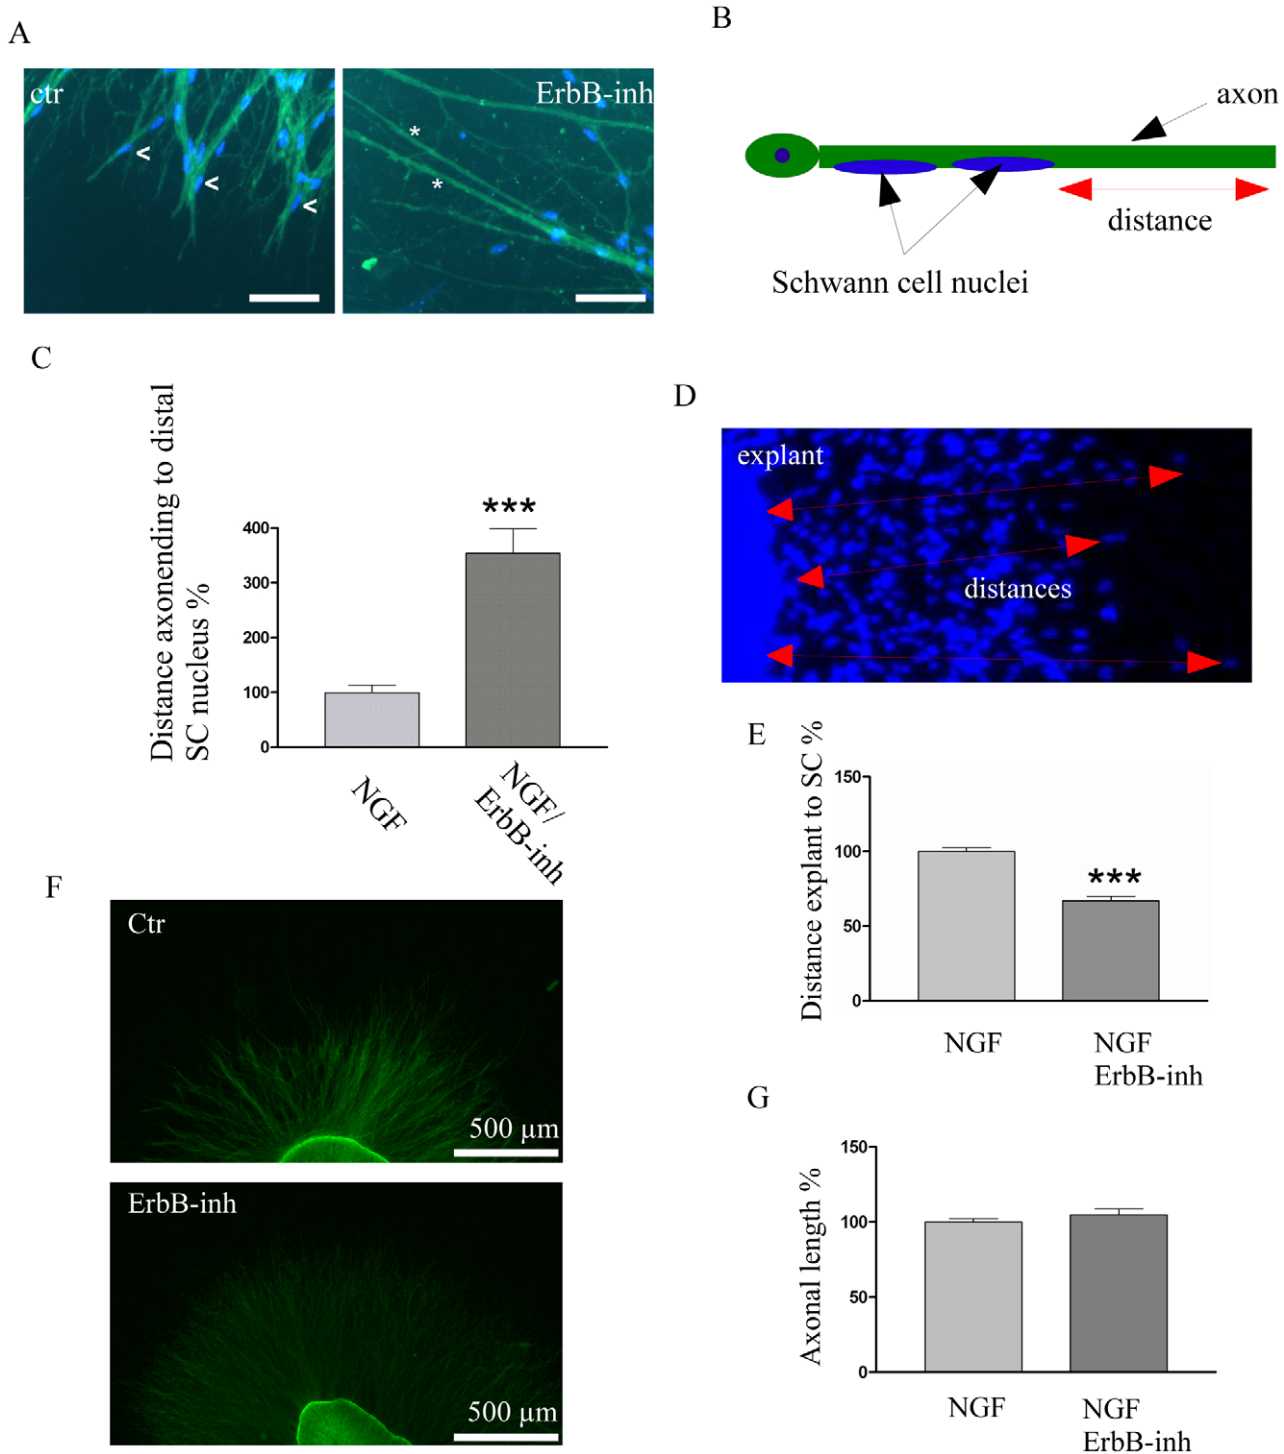 A
ctr
<
<
<
ErbB-inh
*
*
B
axon
distance
Schwann cell nuclei
C
Distance axonending to distal
SC nucleus %
400
300
200
100
0
***
NGF
NGF/
ErbB-inh
D
explant
distances
E
Distance explant to SC %
150
100
50
0
***
NGF
NGF
ErbB-inh
F
Ctr
500 µm
ErbB-inh
500 µm
G
Axonal length %
150
100
50
0
NGF
NGF
ErbB-inh